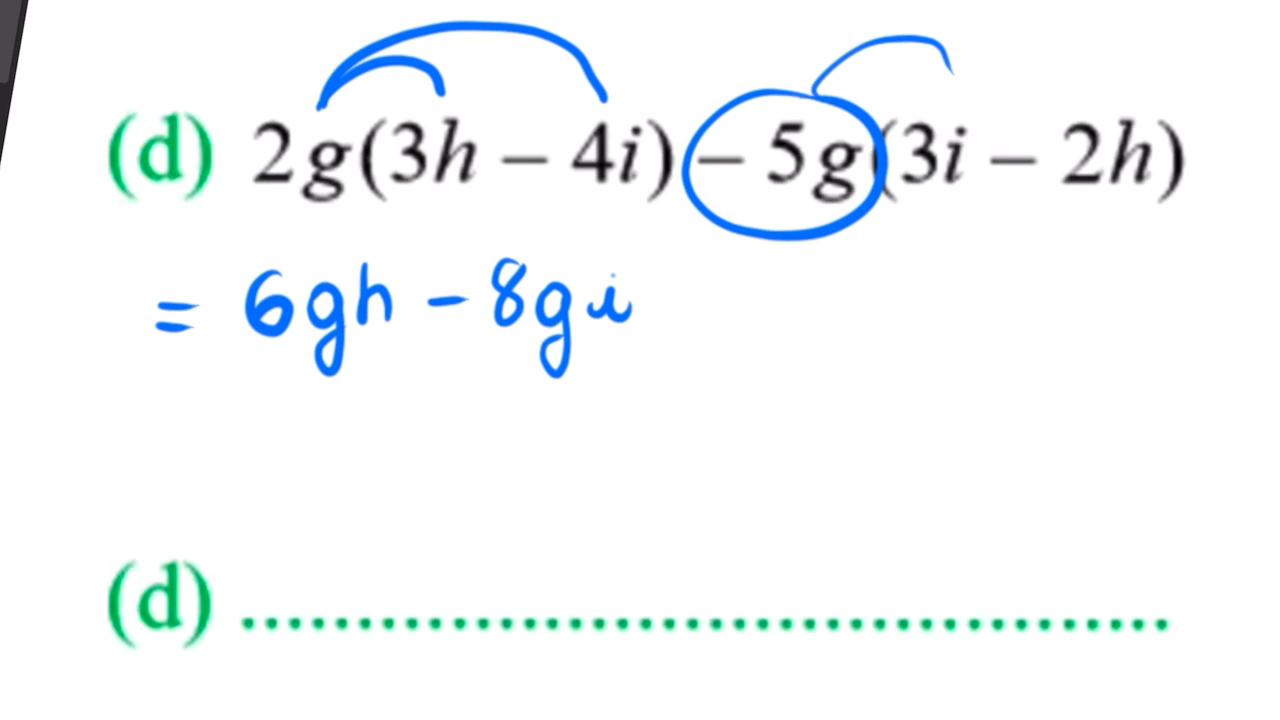 (d) 2g(3h – 4i) – 5g(3i – 2h)
= 6gh - 8gi
(d) .......................................